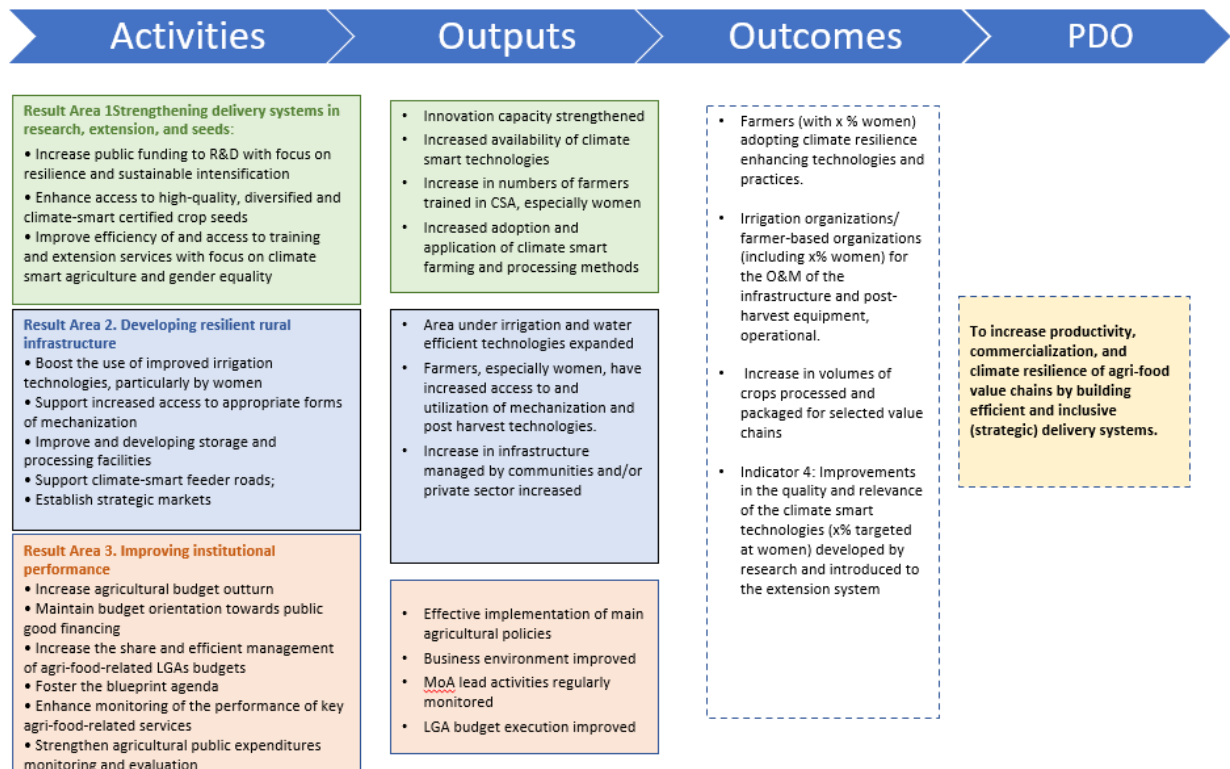 Activities
Outputs
Outcomes
PDO
Result Area 1Strengthening delivery systems in
research, extension, and seeds:
• Increase public funding to R&D with focus on
resilience and sustainable intensification
• Enhance access to high-quality, diversified and
climate-smart certified crop seeds
• Improve efficiency of and access to training
and extension services with focus on climate
smart agriculture and gender equality
Result Area 2. Developing resilient rural
infrastructure
• Boost the use of improved irrigation
technologies, particularly by women
• Support increased access to appropriate forms
of mechanization
• Improve and developing storage and
processing facilities
• Support climate-smart feeder roads;
• Establish strategic markets
Result Area 3. Improving institutional
performance
• Increase agricultural budget outturn
• Maintain budget orientation towards public
good financing
• Increase the share and efficient management
of agri-food-related LGAs budgets
• Foster the blueprint agenda
• Enhance monitoring of the performance of key
agri-food-related services
• Strengthen agricultural public expenditures
monitoring and evaluation
• Innovation capacity strengthened
• Increased availability of climate
smart technologies
• Increase in numbers of farmers
trained in CSA, especially women
• Increased adoption and
application of climate smart
farming and processing methods
• Area under irrigation and water
efficient technologies expanded
• Farmers, especially women, have
increased access to and
utilization of mechanization and
post harvest technologies.
• Increase in infrastructure
managed by communities and/or
private sector increased
• Effective implementation of main
agricultural policies
• Business environment improved
• MoA lead activities regularly
monitored
• LGA budget execution improved
• Farmers (with x % women)
adopting climate resilience
enhancing technologies and
practices.
• Irrigation organizations/
farmer-based organizations
(including x% women) for
the O&M of the
infrastructure and post-
harvest equipment,
operational.
• Increase in volumes of
crops processed and
packaged for selected value
chains
• Indicator 4: Improvements
in the quality and relevance
of the climate smart
technologies (x% targeted
at women) developed by
research and introduced to
the extension system
To increase productivity,
commercialization, and
climate resilience of agri-food
value chains by building
efficient and inclusive
(strategic) delivery systems.